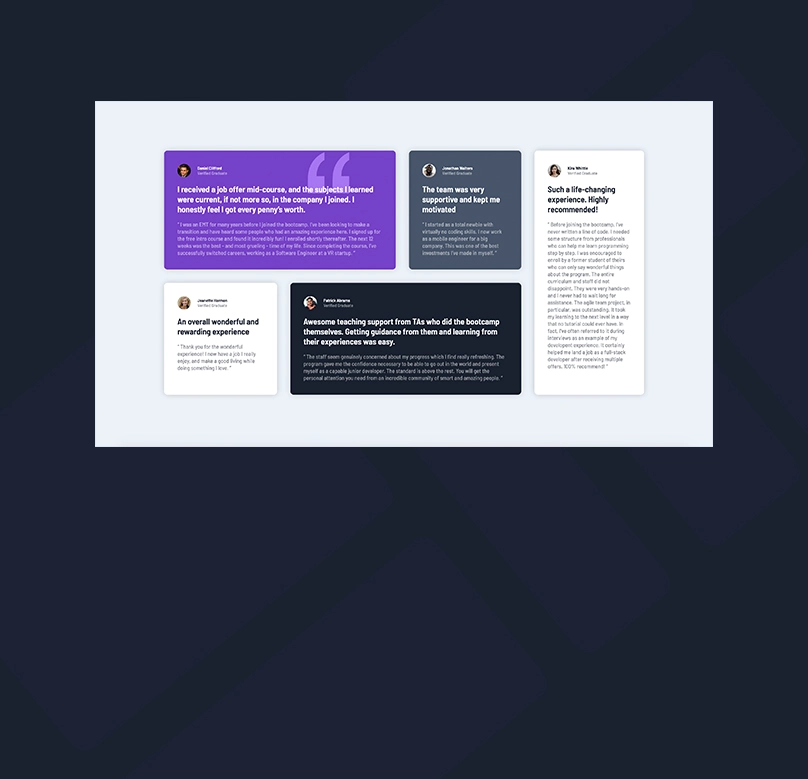 Daniel Clifford
Verified Graduate
I received a job offer mid-course, and the subjects I learned
were current, if not more so, in the company I joined. I
honestly feel I got every penny's worth.
" I was an EMT for many years before I joined the bootcamp. I've been looking to make a
transition and have heard some people who had an amazing experience here. I signed up for
the free intro course and found it incredibly fun! I enrolled shortly thereafter. The next 12
weeks was the best - and most grueling - time of my life. Since completing the course, I've
successfully switched careers, working as a Software Engineer at a VR startup. "
Jonathan Walters
Verified Graduate
The team was very
supportive and kept me
motivated
" I started as a total newbie with
virtually no coding skills. I now work
as a mobile engineer for a big
company. This was one of the best
investments I've made in myself. "
Kira Whittle
Verified Graduate
Such a life-changing
experience. Highly
recommended!
" Before joining the bootcamp, I've
never written a line of code. I needed
some structure from professionals
who can help me learn programming
step by step. I was encouraged to
enroll by a former student of theirs
who can only say wonderful things
about the program. The entire
curriculum and staff did not
disappoint. They were very hands-on
and I never had to wait long for
assistance. The agile team project, in
particular, was outstanding. It took
my learning to the next level in a way
that no tutorial could ever have. In
fact, I've often referred to it during
interviews as an example of my
developent experience. It certainly
helped me land a job as a full-stack
developer after receiving multiple
offers. 100% recommend! "
Jeanette Harmon
Verified Graduate
An overall wonderful and
rewarding experience
" Thank you for the wonderful
experience! I now have a job I really
enjoy, and make a good living while
doing something I love. "
Patrick Abrams
Verified Graduate
Awesome teaching support from TAs who did the bootcamp
themselves. Getting guidance from them and learning from
their experiences was easy.
" The staff seem genuinely concerned about my progress which I find really refreshing. The
program gave me the confidence necessary to be able to go out in the world and present
myself as a capable junior developer. The standard is above the rest. You will get the
personal attention you need from an incredible community of smart and amazing people. "